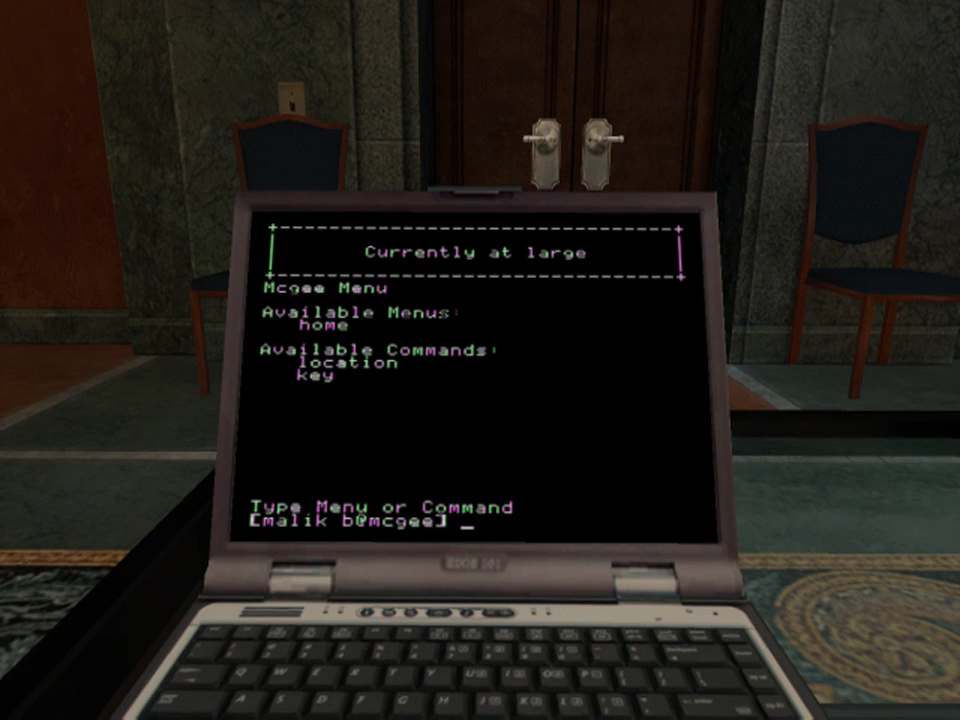 Currently at large
Mcgee Menu
Available Menus:
home
Available Commands:
location
key
Type Menu or Command
[malik b@mcgee] _
Q W E R T Y U I O P
A S D F G H J K L